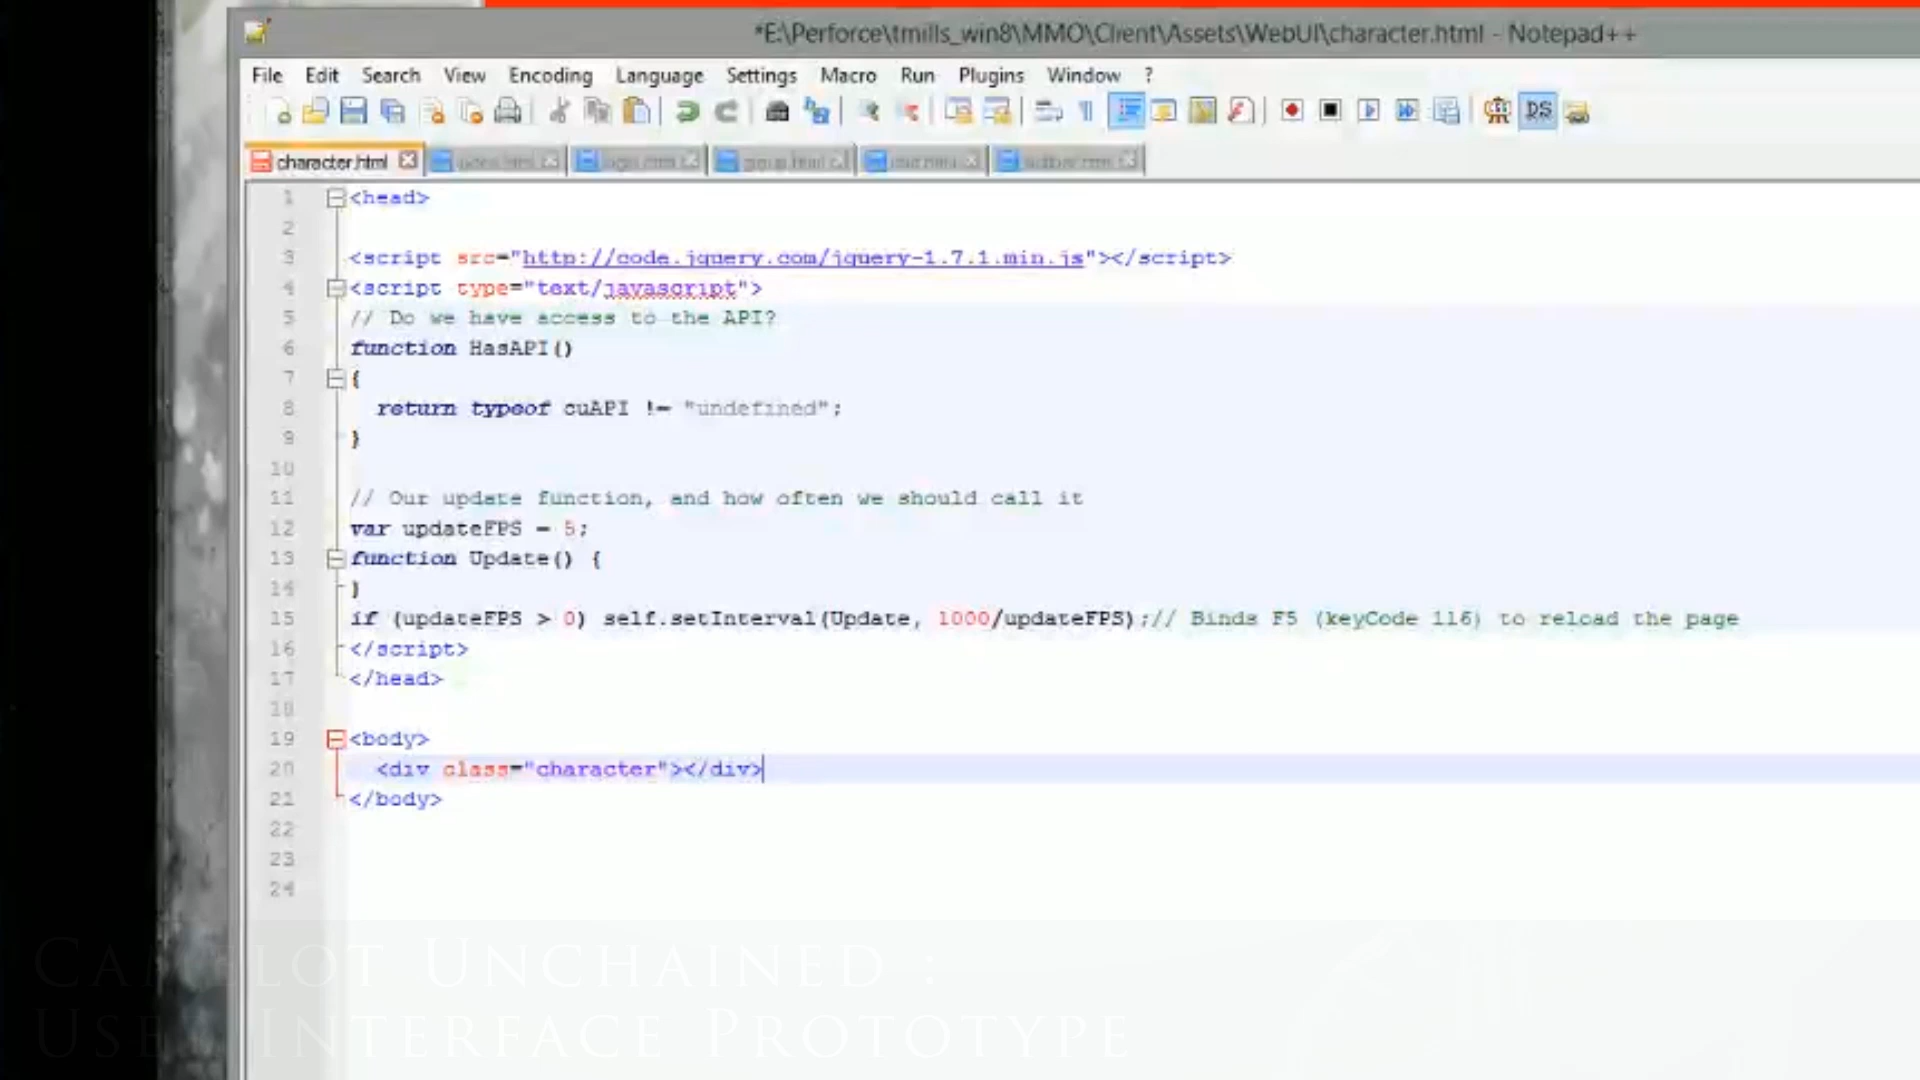 *E:\Perforce\tmills_win8\MMO\Client\Assets\WebUI\character.html - Notepad++
File Edit Search View Encoding Language Settings Macro Run Plugins Window ?
character.html
1 <head>
2
3 <script src="http://code.jquery.com/jquery-1.7.1.min.js"></script>
4 <script type="text/javascript">
5 // Do we have access to the API?
6 function HasAPI()
7 {
8 return typeof cuAPI != "undefined";
9 }
10
11 // Our update function, and how often we should call it
12 var updateFPS = 5;
13 function Update() {
14 }
15 if (updateFPS > 0) self.setInterval(Update, 1000/updateFPS);// Binds F5 (keyCode 116) to reload the page
16 </script>
17 </head>
18
19 <body>
20 <div class="character"></div>
21 </body>
22
23
24
Camelot Unchained :
User Interface Prototype